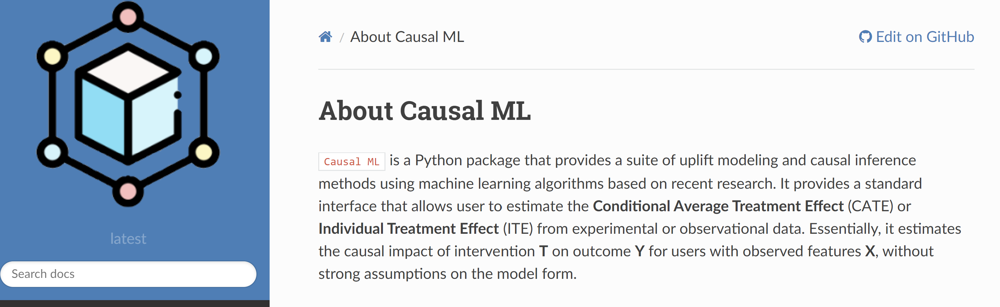 latest
Search docs
/ About Causal ML
Edit on GitHub
About Causal ML
Causal ML is a Python package that provides a suite of uplift modeling and causal inference
methods using machine learning algorithms based on recent research. It provides a standard
interface that allows user to estimate the Conditional Average Treatment Effect (CATE) or
Individual Treatment Effect (ITE) from experimental or observational data. Essentially, it estimates
the causal impact of intervention T on outcome Y for users with observed features X, without
strong assumptions on the model form.